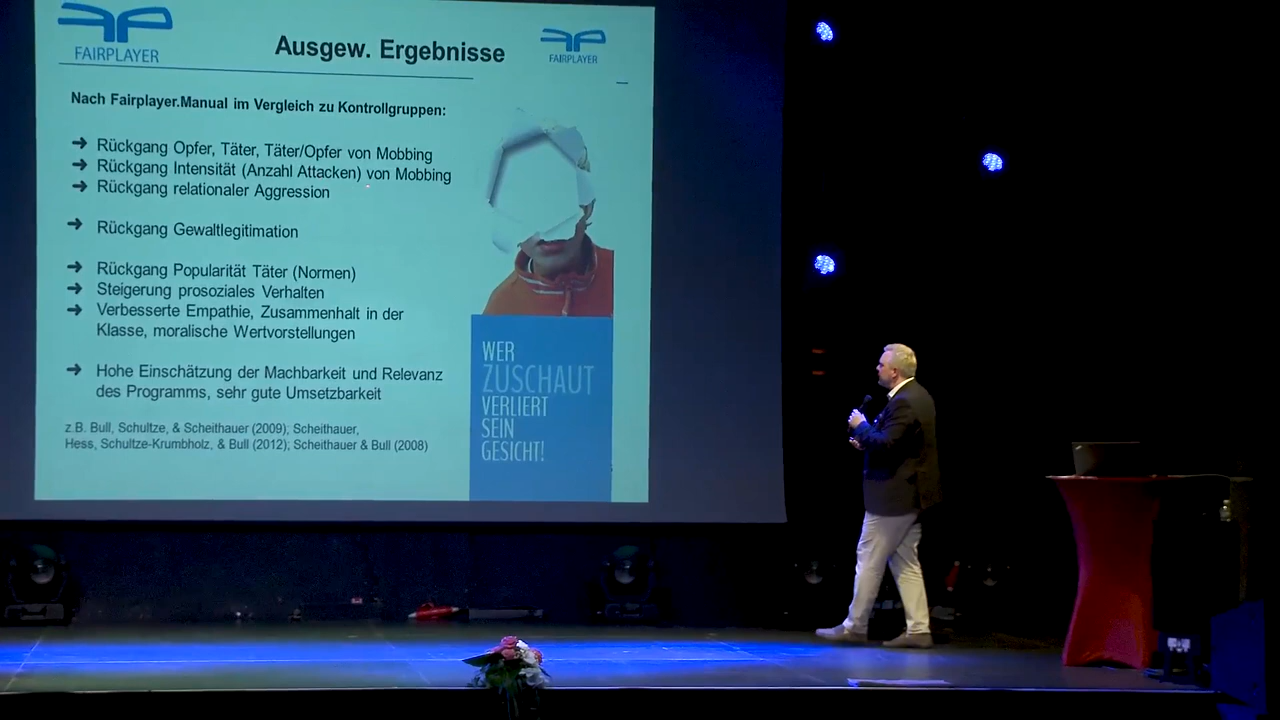 FAIRPLAYER
Ausgew. Ergebnisse
FAIRPLAYER
Nach Fairplayer.Manual im Vergleich zu Kontrollgruppen:
➔ Rückgang Opfer, Täter, Täter/Opfer von Mobbing
➔ Rückgang Intensität (Anzahl Attacken) von Mobbing
➔ Rückgang relationaler Aggression
➔ Rückgang Gewaltlegitimation
➔ Rückgang Popularität Täter (Normen)
➔ Steigerung prosoziales Verhalten
➔ Verbesserte Empathie, Zusammenhalt in der
Klasse, moralische Wertvorstellungen
➔ Hohe Einschätzung der Machbarkeit und Relevanz
des Programms, sehr gute Umsetzbarkeit
z.B. Bull, Schultze, & Scheithauer (2009); Scheithauer,
Hess, Schultze-Krumbholz, & Bull (2012); Scheithauer & Bull (2008)
WER
ZUSCHAUT
VERLIERT
SEIN
GESICHT!